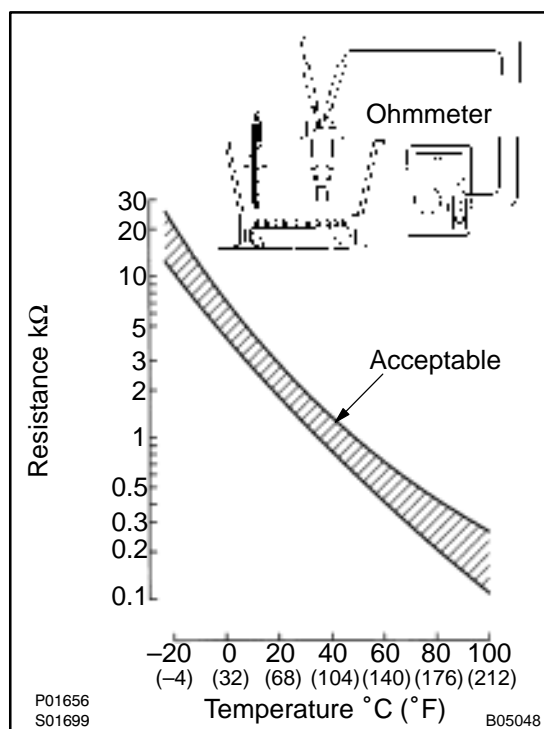 Ohmmeter
30
20
10
5
3
2
1
0.5
0.3
0.2
0.1
Resistance kΩ
Acceptable
–20 0 20 40 60 80 100
(–4) (32) (68) (104) (140) (176) (212)
Temperature ˚C (˚F)
P01656
S01699
B05048